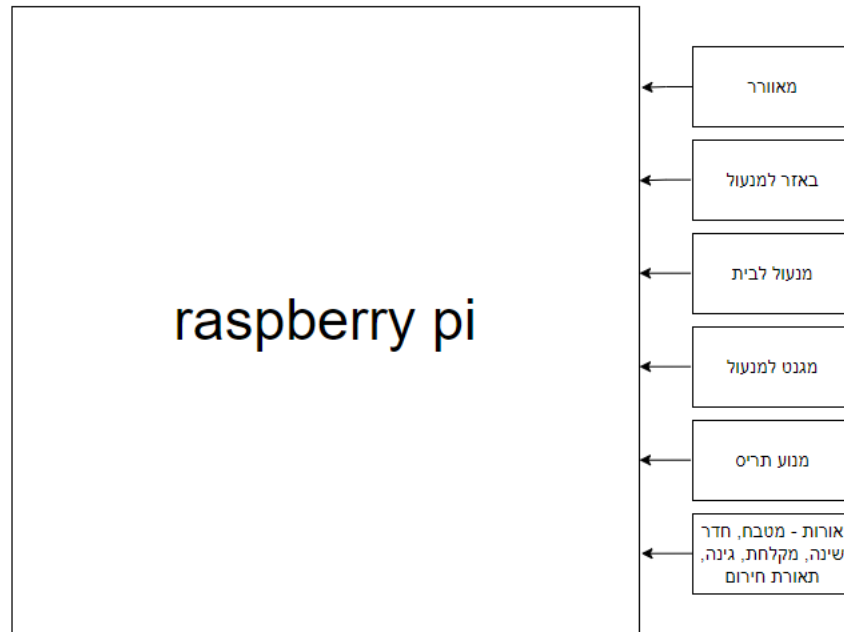 raspberry pi
מאוורר
באזר למנעול
מנעול לבית
מגנט למנעול
מנוע תריס
אורות - מטבח, חדר
שינה, מקלחת, גינה,
תאורת חירום